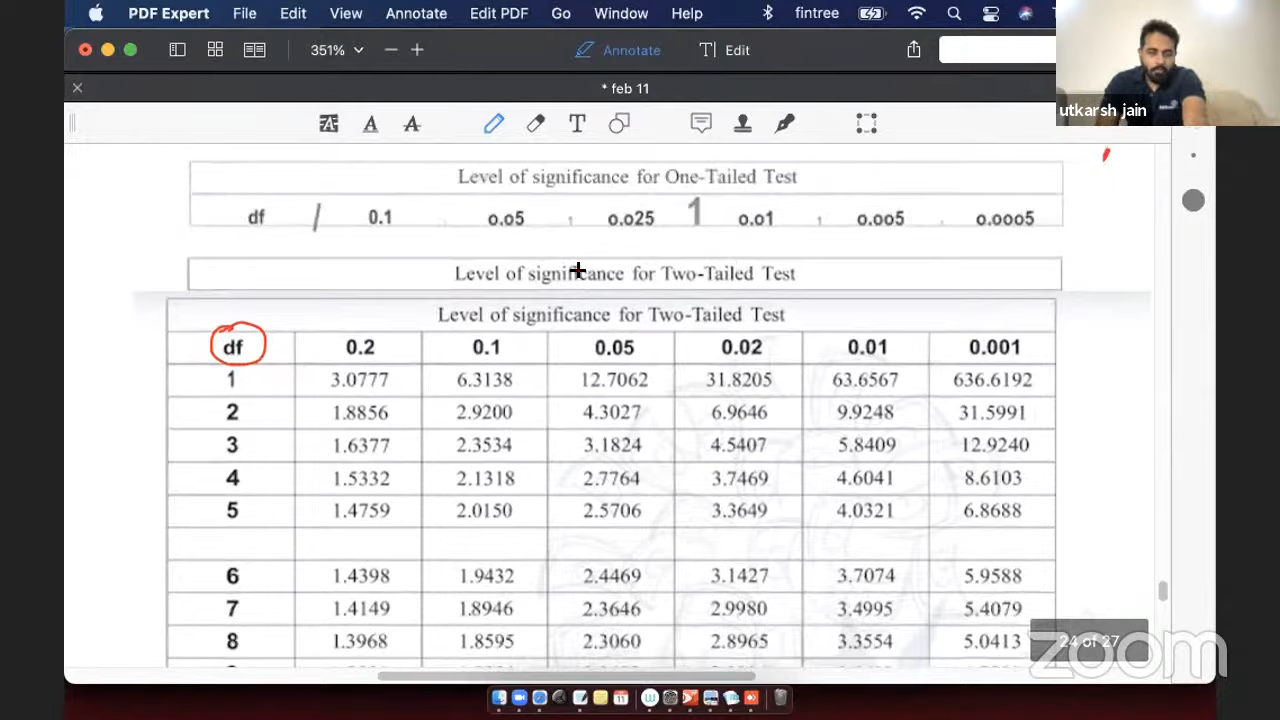 PDF Expert File Edit View Annotate Edit PDF Go Window Help fintree
351% Annotate T Edit
* feb 11
utkarsh jain
Level of significance for One-Tailed Test
df 0.1 0.05 0.025 0.01 0.005 0.0005
Level of significance for Two-Tailed Test
Level of significance for Two-Tailed Test
df 0.2 0.1 0.05 0.02 0.01 0.001
1 3.0777 6.3138 12.7062 31.8205 63.6567 636.6192
2 1.8856 2.9200 4.3027 6.9646 9.9248 31.5991
3 1.6377 2.3534 3.1824 4.5407 5.8409 12.9240
4 1.5332 2.1318 2.7764 3.7469 4.6041 8.6103
5 1.4759 2.0150 2.5706 3.3649 4.0321 6.8688
6 1.4398 1.9432 2.4469 3.1427 3.7074 5.9588
7 1.4149 1.8946 2.3646 2.9980 3.4995 5.4079
8 1.3968 1.8595 2.3060 2.8965 3.3554 5.0413
24 of 27
zoom